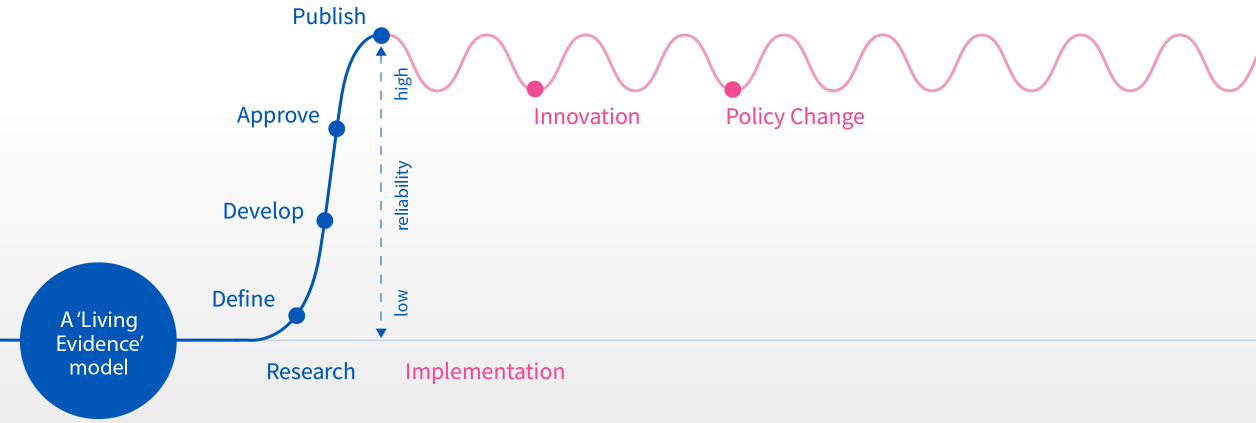 Publish
Approve
Develop
Define
high
reliability
low
Innovation
Policy Change
A ‘Living
Evidence’
model
Research
Implementation